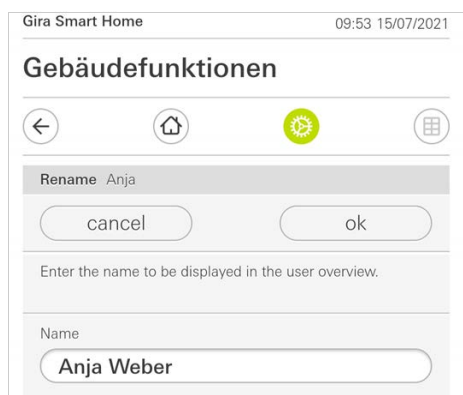 Gira Smart Home 09:53 15/07/2021
Gebäudefunktionen
Rename Anja
cancel ok
Enter the name to be displayed in the user overview.
Name
Anja Weber